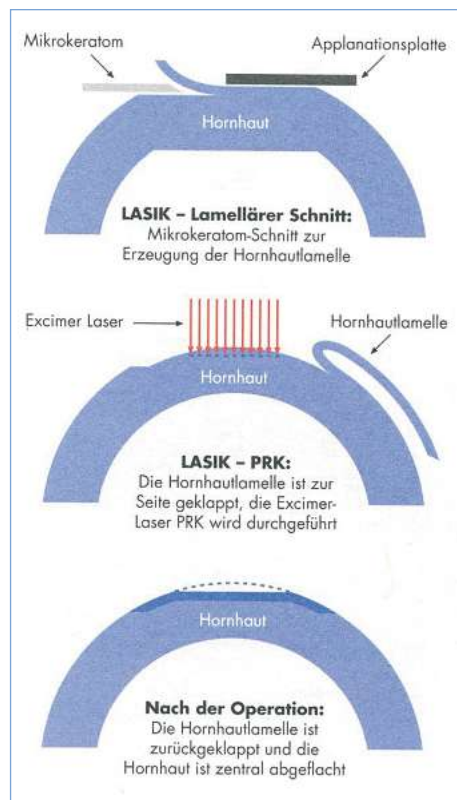 Mikrokeratom
Applanationsplatte
Hornhaut
LASIK – Lamellärer Schnitt:
Mikrokeratom-Schnitt zur
Erzeugung der Hornhautlamelle
Excimer Laser
Hornhautlamelle
Hornhaut
LASIK – PRK:
Die Hornhautlamelle ist zur
Seite geklappt, die Excimer-
Laser PRK wird durchgeführt
Hornhaut
Nach der Operation:
Die Hornhautlamelle ist
zurückgeklappt und die
Hornhaut ist zentral abgeflacht